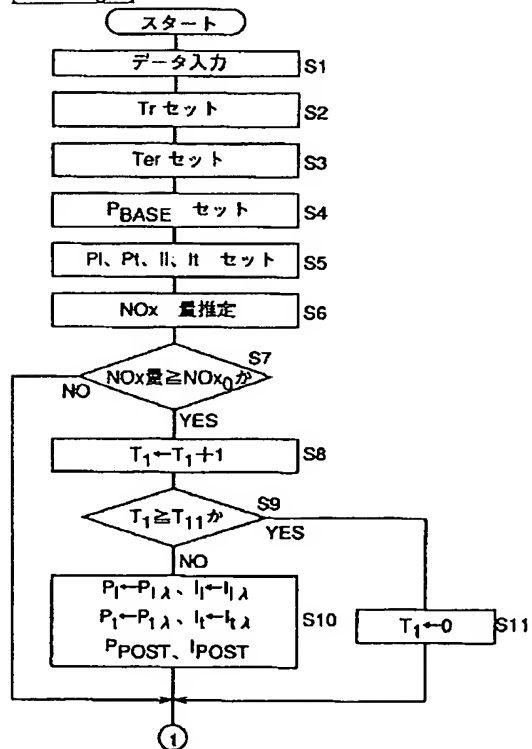 スタート
データ入力 S1
Tr セット S2
Ter セット S3
PBASE セット S4
Pl、Pt、Il、It セット S5
NOx 量推定 S6
S7
NOx量≧NOx0か
NO
YES
T1←T1+1 S8
S9
T1≧T11か
YES
NO
Pl←Plλ、Il←Ilλ
Pt←Ptλ、It←Itλ S10
PPOST、IPOST
T1←0 S11
1